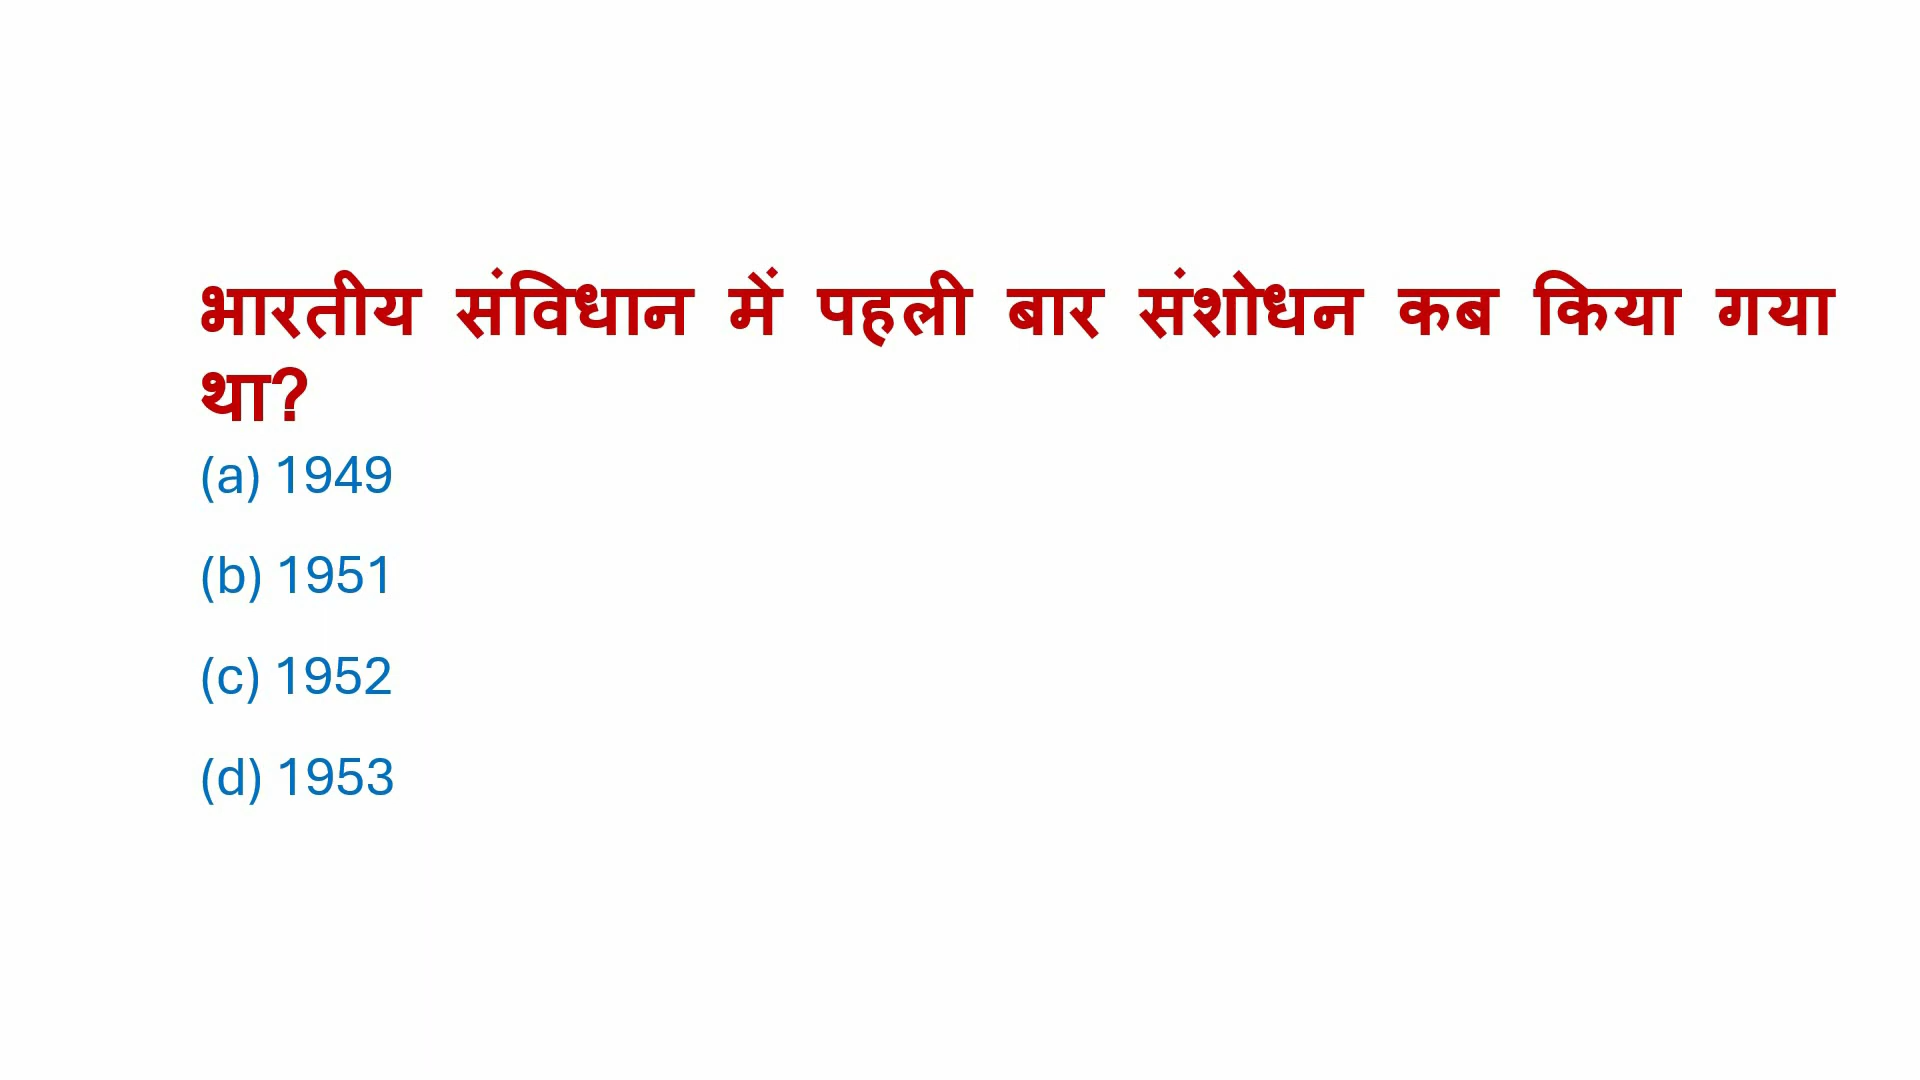 भारतीय संविधान में पहली बार संशोधन कब किया गया
था?
(a) 1949
(b) 1951
(c) 1952
(d) 1953